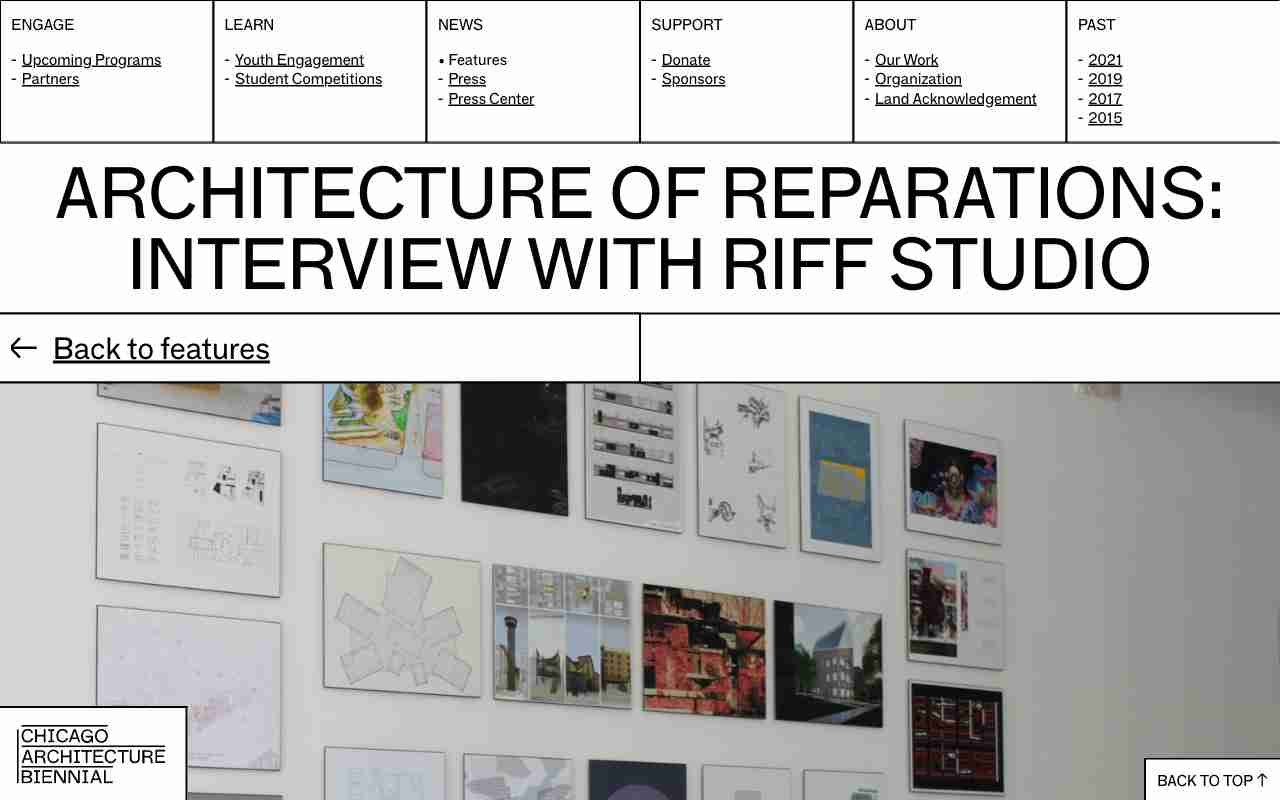 ENGAGE
- Upcoming Programs
- Partners
LEARN
- Youth Engagement
- Student Competitions
NEWS
• Features
- Press
- Press Center
SUPPORT
- Donate
- Sponsors
ABOUT
- Our Work
- Organization
- Land Acknowledgement
PAST
- 2021
- 2019
- 2017
- 2015
ARCHITECTURE OF REPARATIONS:
INTERVIEW WITH RIFF STUDIO
← Back to features
CHICAGO
ARCHITECTURE
BIENNIAL
BACK TO TOP ↑